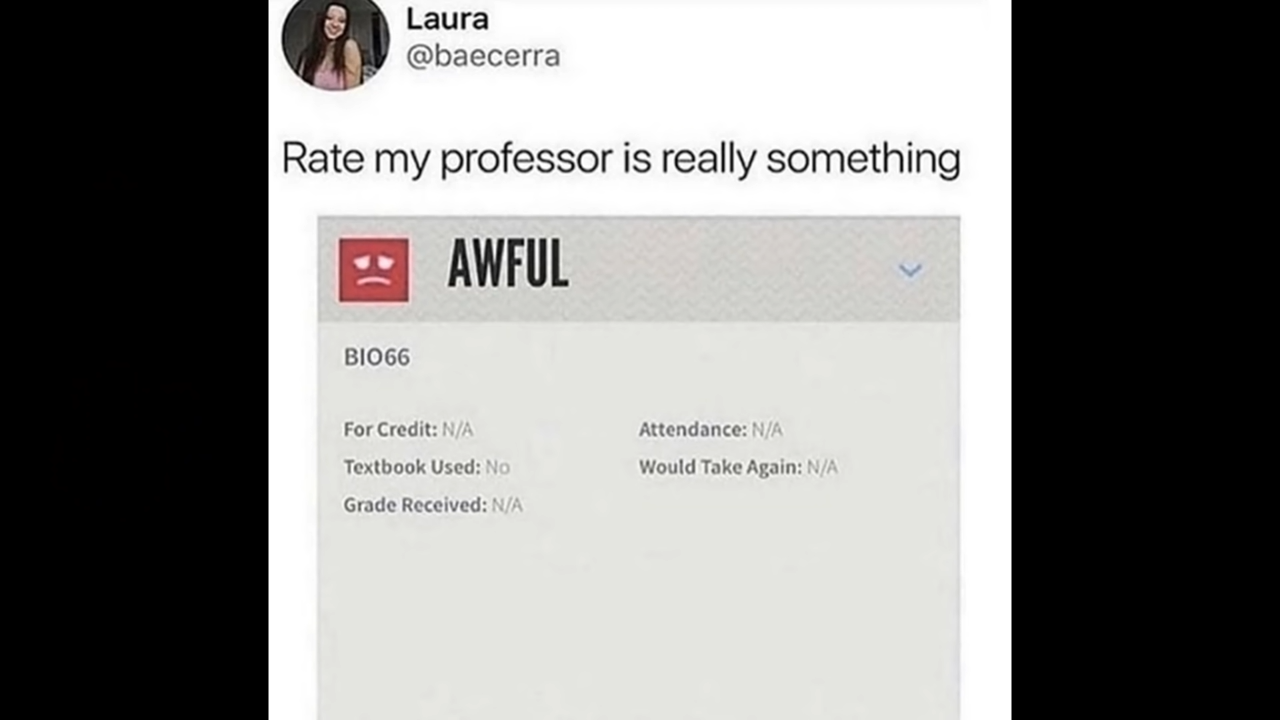 Laura
@baecerra
Rate my professor is really something
AWFUL
BIO66
For Credit: N/A Attendance: N/A
Textbook Used: No Would Take Again: N/A
Grade Received: N/A